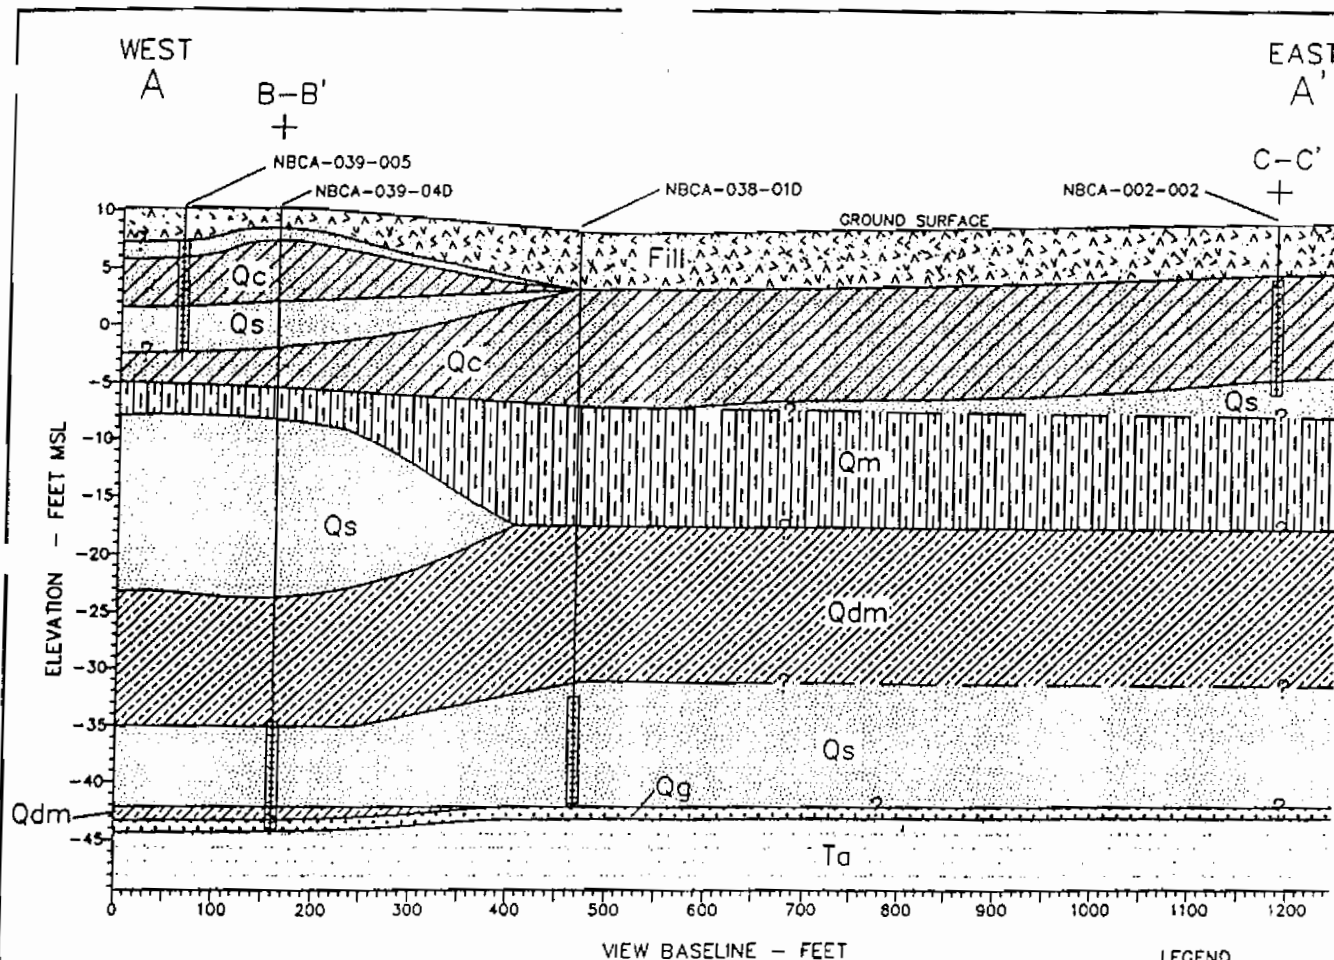 WEST
EAST
A
A'
B-B'
C-C'
NBCA-039-005
NBCA-039-04D
NBCA-038-01D
NBCA-002-002
GROUND SURFACE
10
5
0
-5
-10
-15
-20
-25
-30
-35
-40
-45
ELEVATION - FEET MSL
?
Fill
Qc
Qs
?
Qc
?
Qs
?
Qm
Qs
?
?
Qdm
?
?
Qs
Qg
?
?
Qdm
Ta
0 100 200 300 400 500 600 700 800 900 1000 1100 1200
VIEW BASELINE - FEET
LEGEND